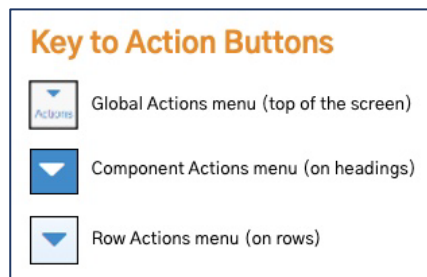 Key to Action Buttons
Actions
Global Actions menu (top of the screen)
Component Actions menu (on headings)
Row Actions menu (on rows)